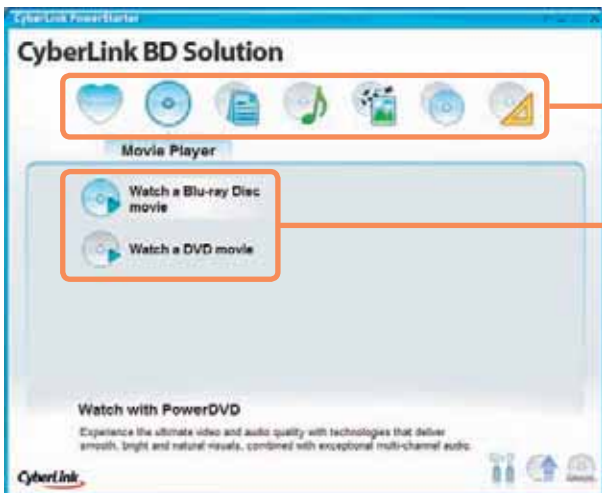 CyberLink PowerStarter
CyberLink BD Solution
Movie Player
Watch a Blu-ray Disc
movie
Watch a DVD movie
Watch with PowerDVD
Experience the ultimate video and audio quality with technologies that deliver
smooth, bright and natural visuals, combined with exceptional multi-channel audio.
CyberLink